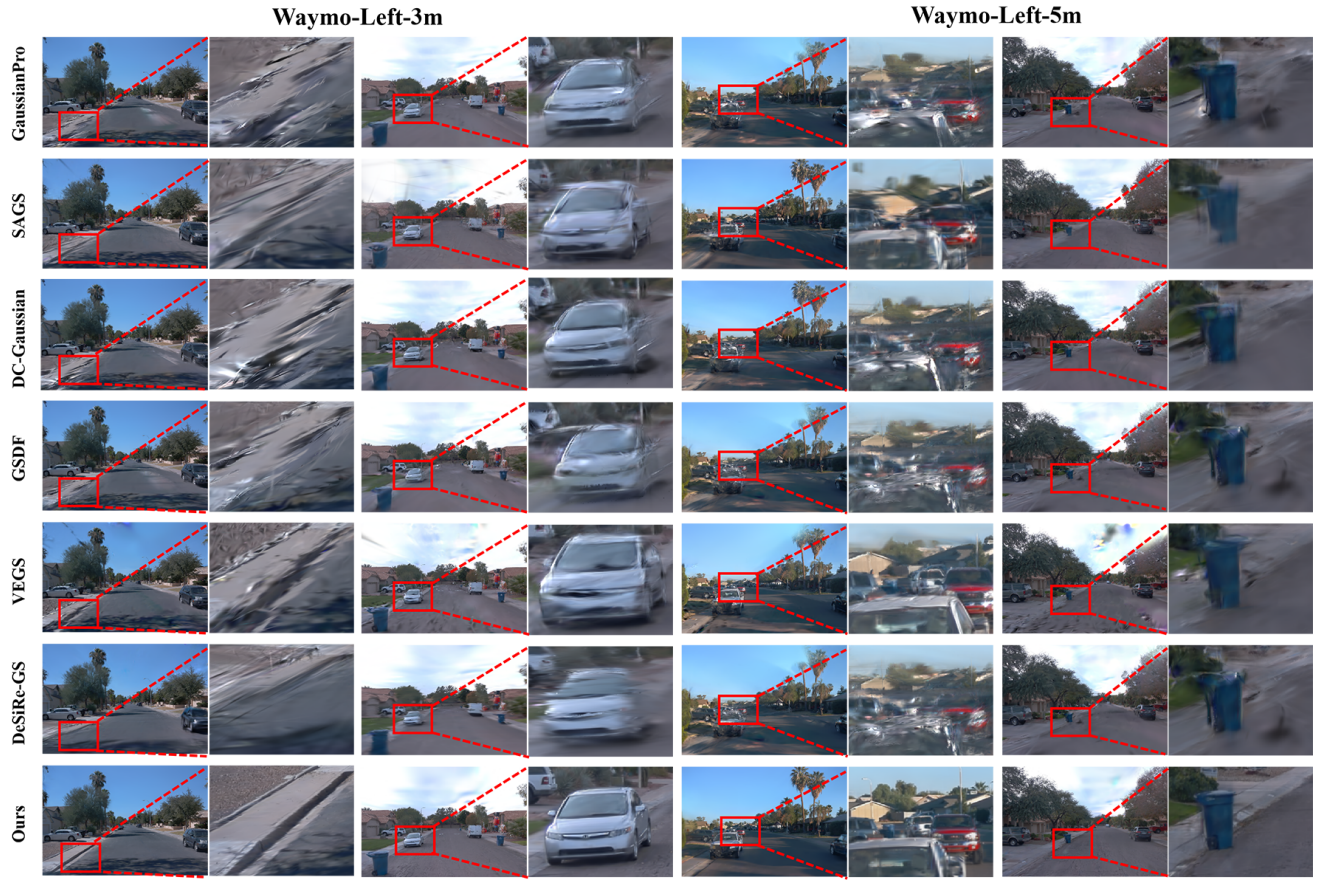 Waymo-Left-3m
Waymo-Left-5m
GaussianPro
SAGS
DC-Gaussian
GSDF
VEGS
DeSiRe-GS
Ours